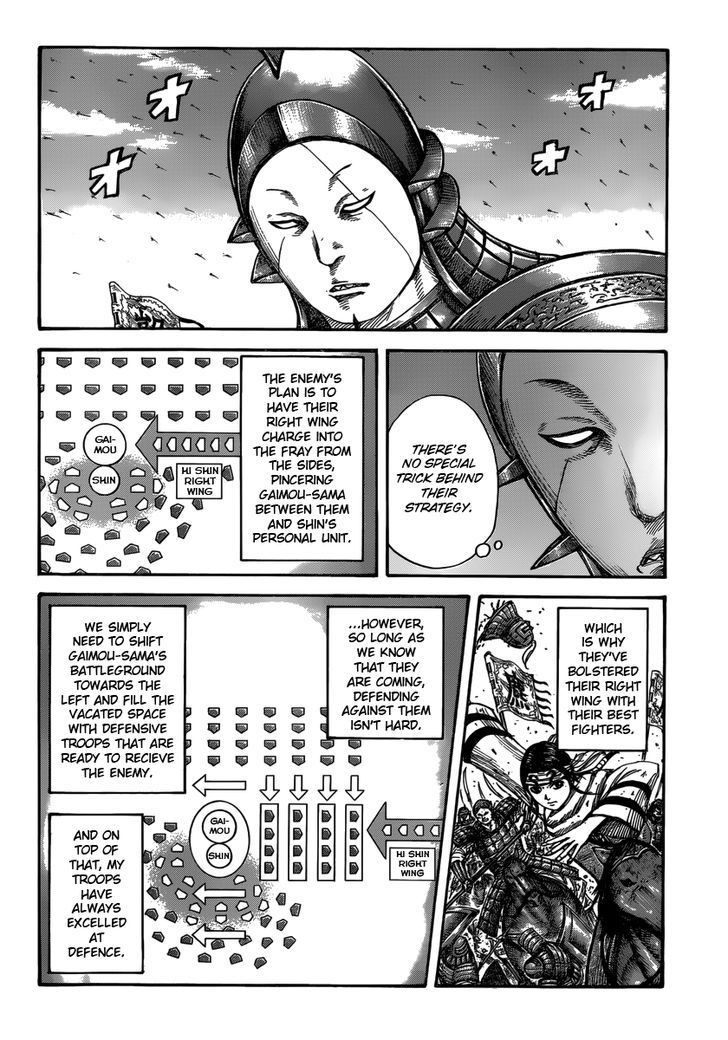 オ
オ
オ
オ
THERE'S
NO SPECIAL
TRICK BEHIND
THEIR
STRATEGY.
THE ENEMY'S
PLAN IS TO
HAVE THEIR
RIGHT WING
CHARGE INTO
THE FRAY FROM
THE SIDES,
PINCERING
GAIMOU-SAMA
BETWEEN THEM
AND SHIN'S
PERSONAL UNIT.
GAI-
MOU
SHIN
HI SHIN
RIGHT
WING
WHICH
IS WHY
THEY'VE
BOLSTERED
THEIR RIGHT
WING WITH
THEIR BEST
FIGHTERS.
...HOWEVER,
SO LONG AS
WE KNOW
THAT THEY
ARE COMING,
DEFENDING
AGAINST THEM
ISN'T HARD.
WE SIMPLY
NEED TO SHIFT
GAIMOU-SAMA'S
BATTLEGROUND
TOWARDS THE
LEFT AND FILL THE
VACATED SPACE
WITH DEFENSIVE
TROOPS THAT ARE
READY TO RECIEVE
THE ENEMY.
GAI-
MOU
SHIN
HI SHIN
RIGHT
WING
AND ON
TOP OF
THAT, MY
TROOPS
HAVE
ALWAYS
EXCELLED
AT
DEFENCE.